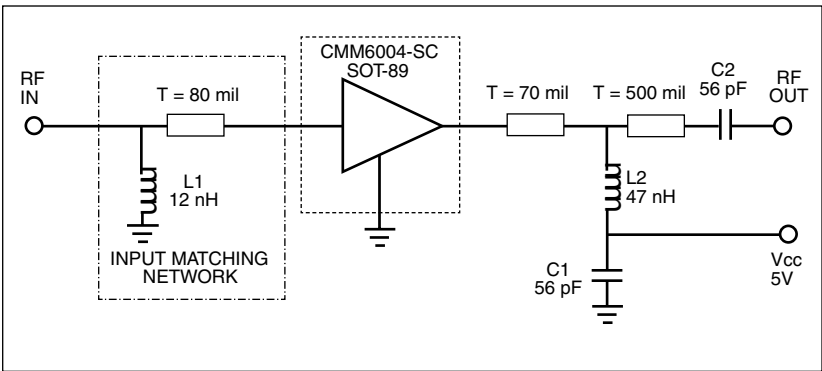 CMM6004-SC
SOT-89
RF
IN
T = 80 mil
T = 70 mil
T = 500 mil
C2
56 pF
RF
OUT
L1
12 nH
L2
47 nH
INPUT MATCHING
NETWORK
C1
56 pF
Vcc
5V